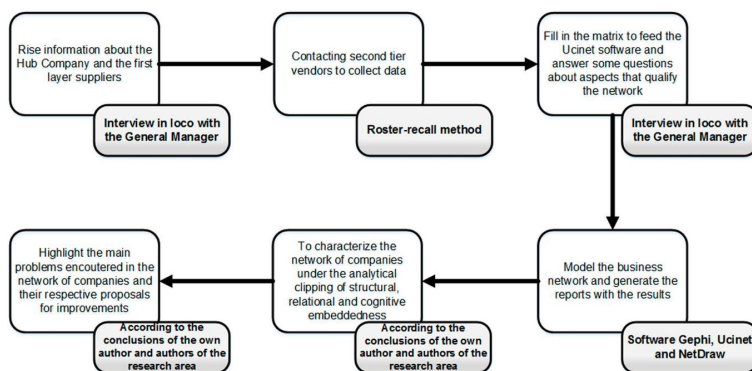 Rise information about the
Hub Company and the first
layer suppliers
Interview in loco with
the General Manager
Contacting second tier
vendors to collect data
Roster-recall method
Fill in the matrix to feed the
Ucinet software and
answer some questions
about aspects that qualify
the network
Interview in loco with
the General Manager
Model the business
network and generate the
reports with the results
Software Gephi, Ucinet
and NetDraw
To characterize the
network of companies
under the analytical
clipping of structural,
relational and cognitive
embeddedness
According to the
conclusions of the own
author and authors of the
research area
Highlight the main
problems encoutered in the
network of companies and
their respective proposals
for improvements
According to the
conclusions of the own
author and authors of the
research area